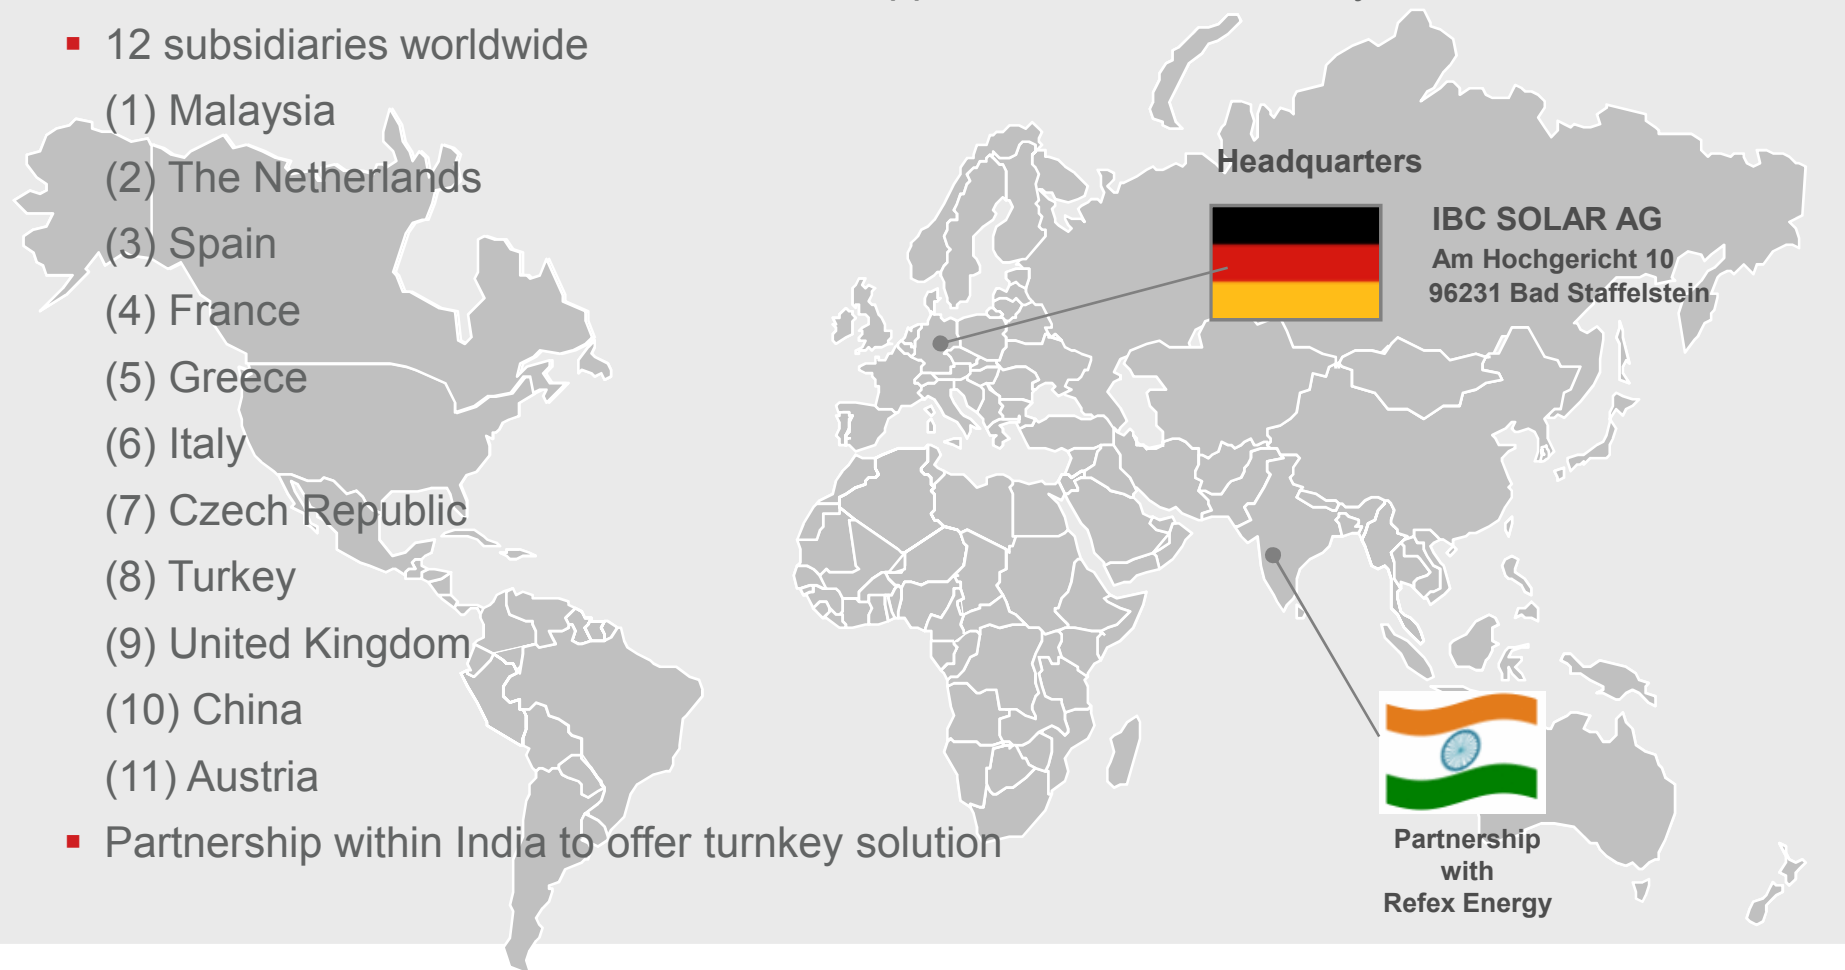 12 subsidiaries worldwide
(1) Malaysia
(2) The Netherlands
(3) Spain
(4) France
(5) Greece
(6) Italy
(7) Czech Republic
(8) Turkey
(9) United Kingdom
(10) China
(11) Austria
Partnership within India to offer turnkey solution
Headquarters
IBC SOLAR AG
Am Hochgericht 10
96231 Bad Staffelstein
Partnership
with
Refex Energy